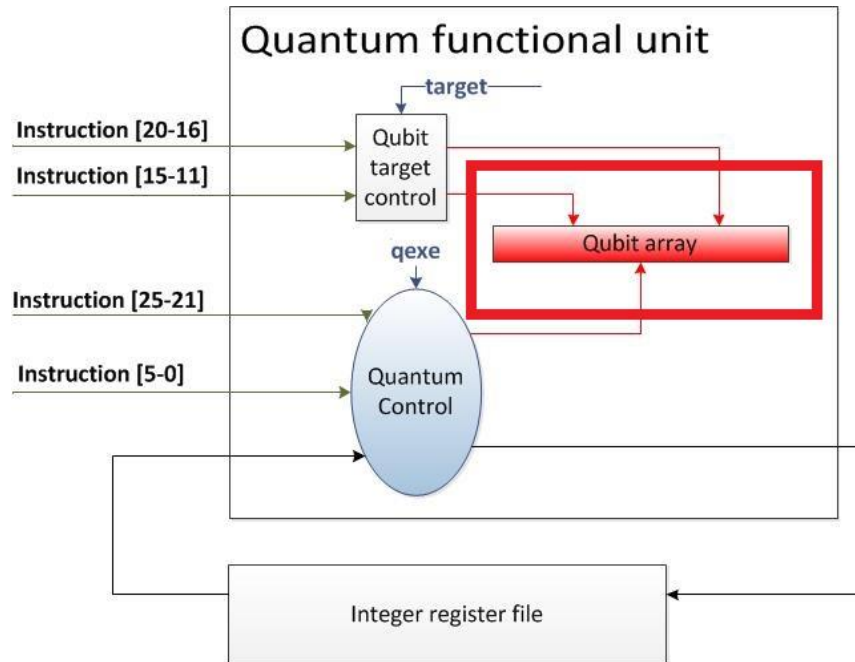 Quantum functional unit
target
Instruction [20-16]
Instruction [15-11]
Qubit
target
control
Qubit array
qexe
Instruction [25-21]
Instruction [5-0]
Quantum
Control
Integer register file